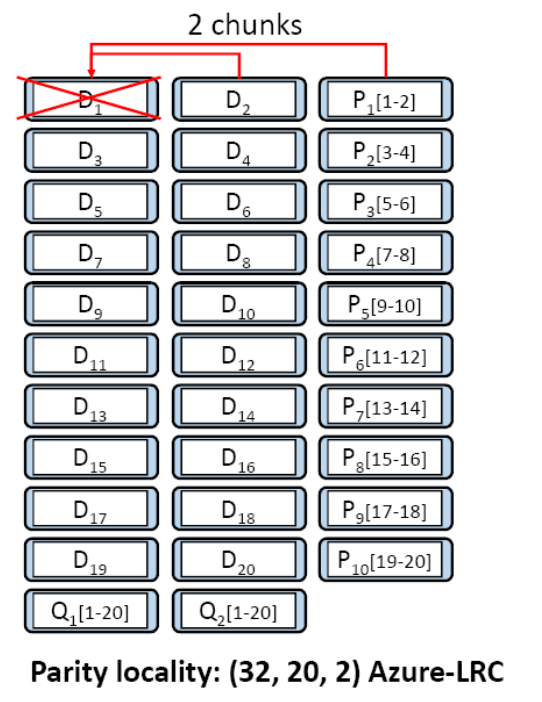 2 chunks
D₁ D₂ P₁[1-2]
D₃ D₄ P₂[3-4]
D₅ D₆ P₃[5-6]
D₇ D₈ P₄[7-8]
D₉ D₁₀ P₅[9-10]
D₁₁ D₁₂ P₆[11-12]
D₁₃ D₁₄ P₇[13-14]
D₁₅ D₁₆ P₈[15-16]
D₁₇ D₁₈ P₉[17-18]
D₁₉ D₂₀ P₁₀[19-20]
Q₁[1-20] Q₂[1-20]
Parity locality: (32, 20, 2) Azure-LRC